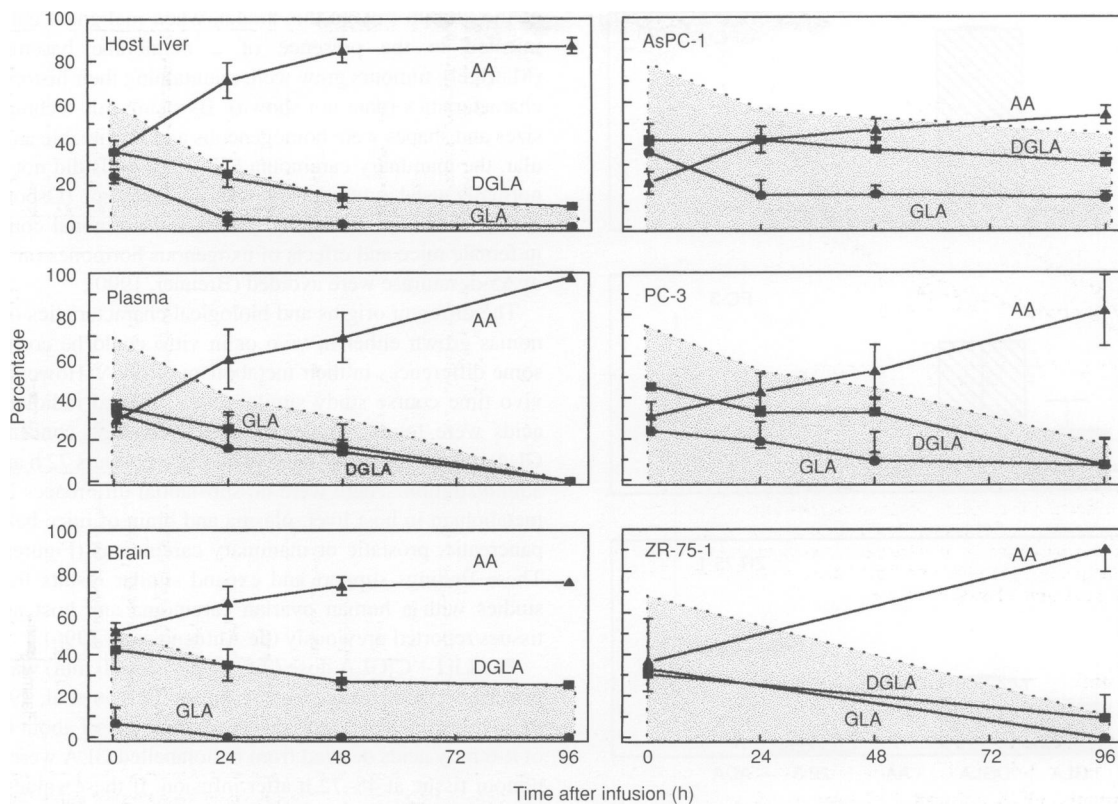 100
80
60
40
20
0
Host Liver
AA
DGLA
GLA
AsPC-1
AA
DGLA
GLA
100
80
60
40
20
0
Plasma
AA
GLA
DGLA
PC-3
AA
DGLA
GLA
Percentage
100
80
60
40
20
0
Brain
AA
DGLA
GLA
0 24 48 72 96
ZR-75-1
AA
DGLA
GLA
0 24 48 72 96
Time after infusion (h)